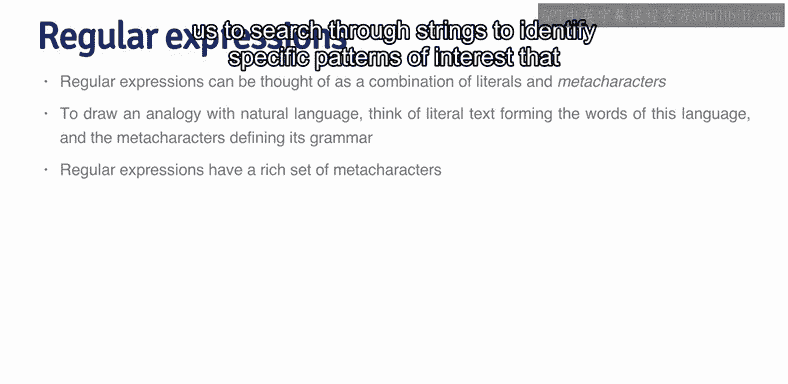 Regular expressions
us to search through strings to identify
specific patterns of interest that
· Regular expressions can be thought of as a combination of literals and metacharacters
· To draw an analogy with natural language, think of literal text forming the words of this language,
and the metacharacters defining its grammar
· Regular expressions have a rich set of metacharacters